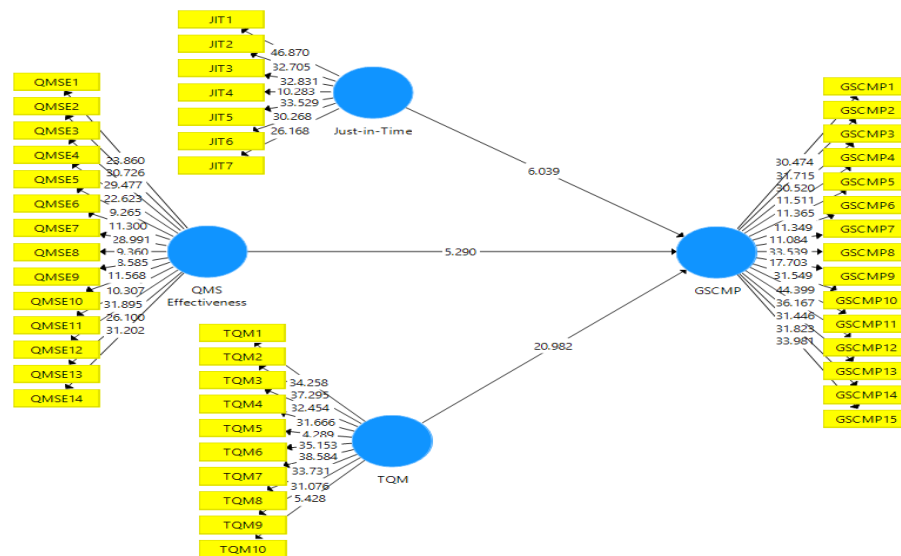 JIT1
JIT2
JIT3
JIT4
JIT5
JIT6
JIT7
46.870
32.705
32.831
10.283
33.529
30.268
26.168
Just-in-Time
QMSE1
QMSE2
QMSE3
QMSE4
QMSE5
QMSE6
QMSE7
QMSE8
QMSE9
QMSE10
QMSE11
QMSE12
QMSE13
QMSE14
23.860
30.726
29.477
22.623
9.265
11.300
28.991
9.360
8.585
11.568
10.307
31.895
26.100
31.202
QMS
Effectiveness
TQM1
TQM2
TQM3
TQM4
TQM5
TQM6
TQM7
TQM8
TQM9
TQM10
34.258
37.295
32.454
31.666
4.289
35.153
38.584
33.731
31.076
5.428
TQM
6.039
5.290
20.982
GSCMP
30.474
31.715
30.520
11.511
11.365
11.349
11.084
33.539
17.703
31.549
44.399
36.167
31.446
31.823
33.981
GSCMP1
GSCMP2
GSCMP3
GSCMP4
GSCMP5
GSCMP6
GSCMP7
GSCMP8
GSCMP9
GSCMP10
GSCMP11
GSCMP12
GSCMP13
GSCMP14
GSCMP15